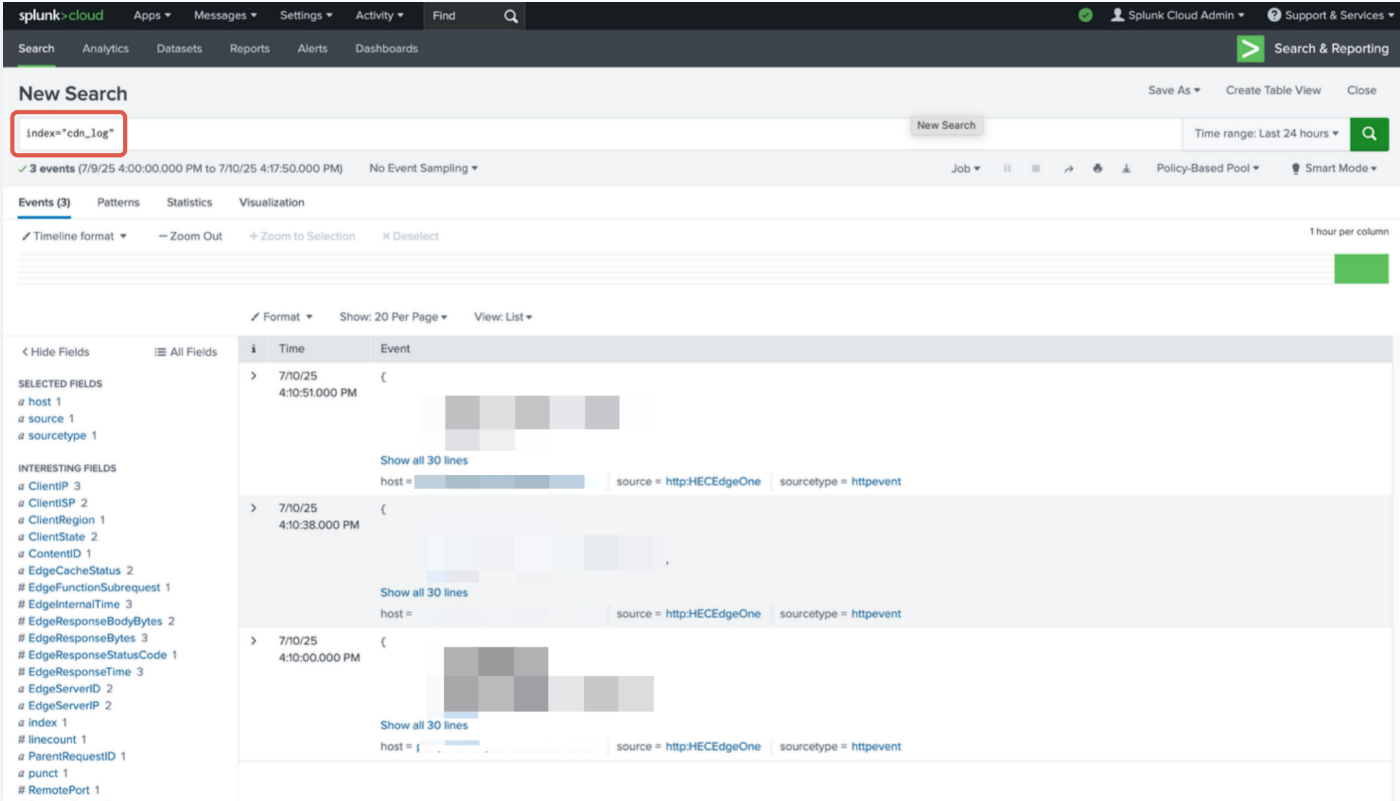 splunk>cloud Apps Messages Settings Activity Find Splunk Cloud Admin Support & Services
Search Analytics Datasets Reports Alerts Dashboards Search & Reporting
New Search Save As Create Table View Close
index="cdn_log" New Search Time range: Last 24 hours
3 events (7/9/25 4:00:00.000 PM to 7/10/25 4:17:50.000 PM) No Event Sampling Job Policy-Based Pool Smart Mode
Events (3) Patterns Statistics Visualization
Timeline format — Zoom Out + Zoom to Selection × Deselect 1 hour per column
Format Show: 20 Per Page View: List
< Hide Fields All Fields i Time Event
SELECTED FIELDS
a host 1
a source 1
a sourcetype 1
INTERESTING FIELDS
a ClientIP 3
a ClientISP 2
a ClientRegion 1
a ClientState 2
a ContentID 1
a EdgeCacheStatus 2
# EdgeFunctionSubrequest 1
# EdgeInternalTime 3
# EdgeResponseBodyBytes 2
# EdgeResponseBytes 3
# EdgeResponseStatusCode 1
# EdgeResponseTime 3
a EdgeServerID 2
a EdgeServerIP 2
a index 1
# linecount 1
a ParentRequestID 1
a punct 1
# RemotePort 1
> 7/10/25 {
4:10:51.000 PM
Show all 30 lines
host = source = http:HECEdgeOne sourcetype = httpevent
> 7/10/25 {
4:10:38.000 PM
,
Show all 30 lines
host = source = http:HECEdgeOne sourcetype = httpevent
> 7/10/25 {
4:10:00.000 PM
Show all 30 lines
host = source = http:HECEdgeOne sourcetype = httpevent